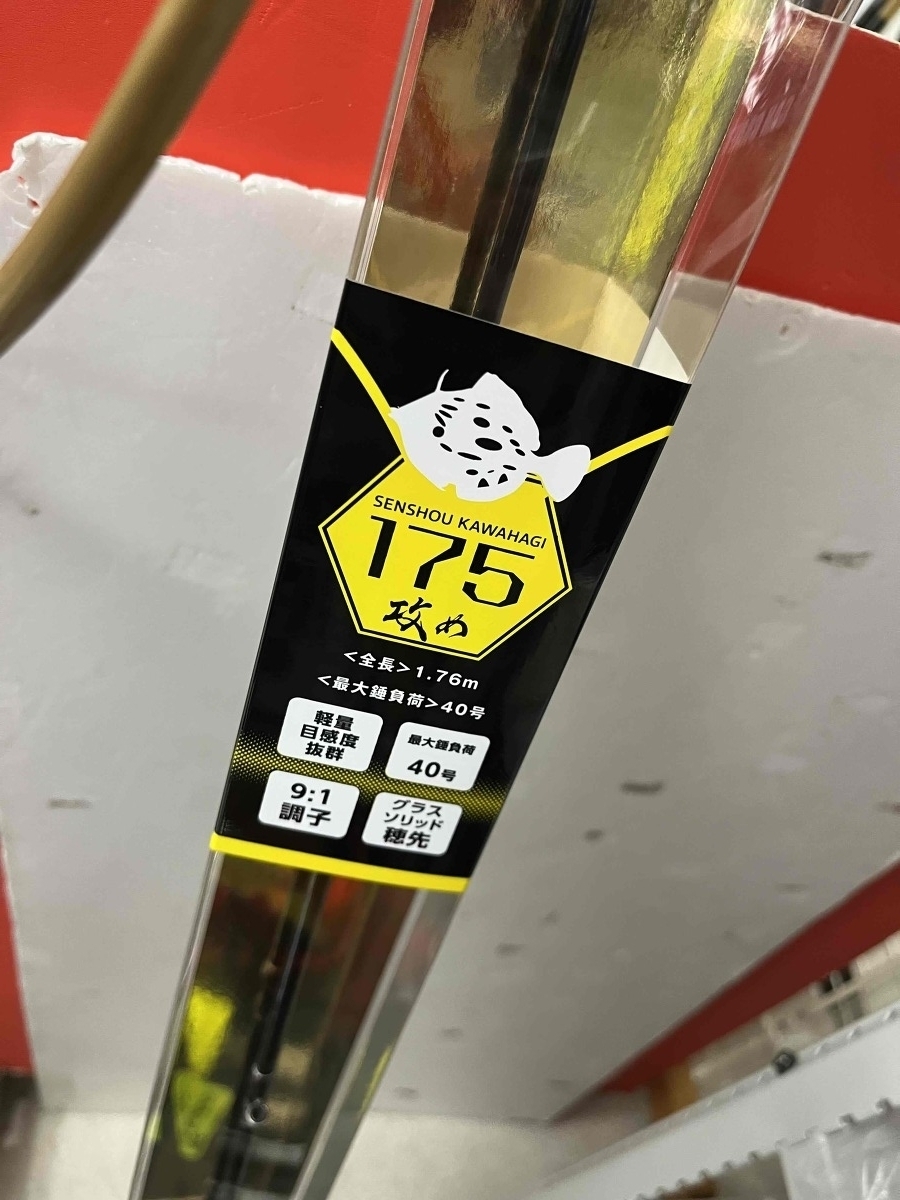 SENSHOU KAWAHAGI
175
攻め
<全長>1.76m
<最大錘負荷>40号
軽量
目感度
抜群
最大錘負荷
40号
9:1
調子
グラス
ソリッド
穂先